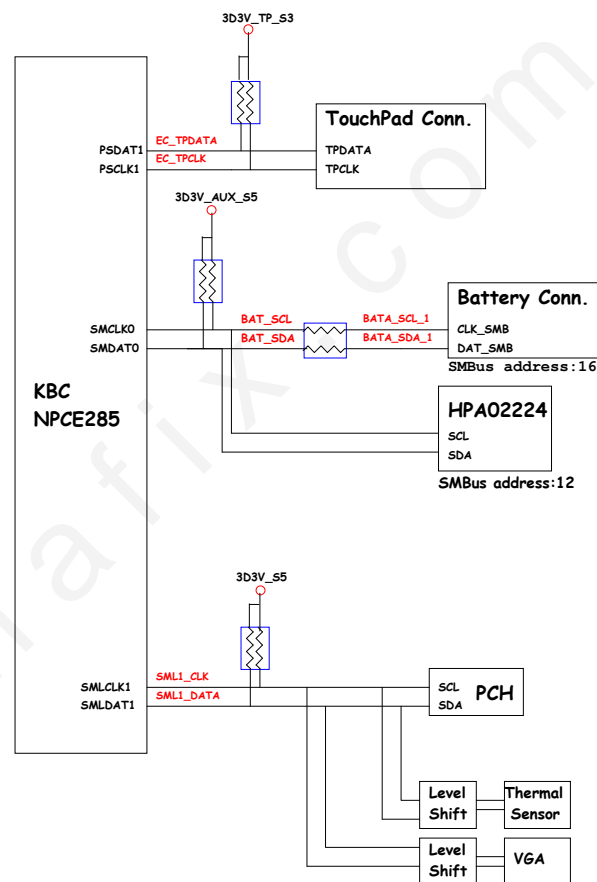 3D3V_TP_S3
TouchPad Conn.
PSDAT1
EC_TPDATA
TPDATA
PSCLK1
EC_TPCLK
TPCLK
3D3V_AUX_S5
Battery Conn.
SMCLK0
BAT_SCL
BATA_SCL_1
CLK_SMB
SMDAT0
BAT_SDA
BATA_SDA_1
DAT_SMB
SMBus address:16
KBC
NPCE285
HPA02224
SCL
SDA
SMBus address:12
3D3V_S5
SMLCLK1
SML1_CLK
SCL
PCH
SMLDAT1
SML1_DATA
SDA
Level
Shift
Thermal
Sensor
Level
Shift
VGA
afix.com